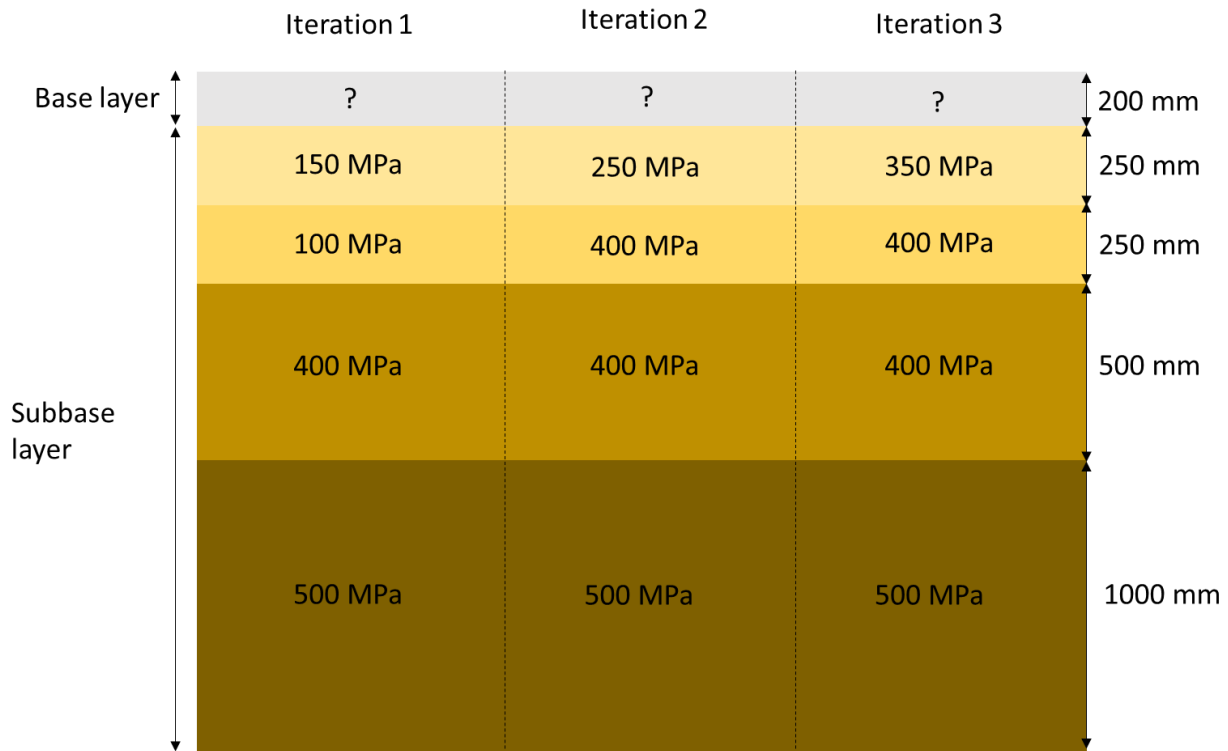 Iteration 1 Iteration 2 Iteration 3
Base layer ? ? ? 200 mm
150 MPa 250 MPa 350 MPa 250 mm
100 MPa 400 MPa 400 MPa 250 mm
400 MPa 400 MPa 400 MPa 500 mm
Subbase
layer
500 MPa 500 MPa 500 MPa 1000 mm